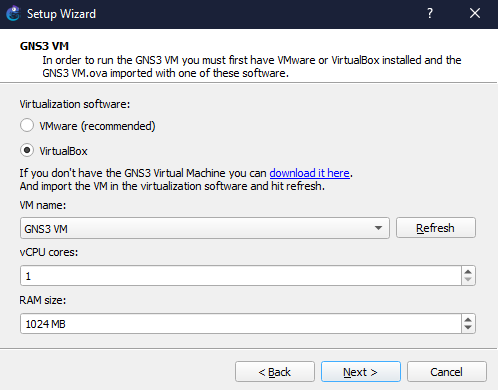 Setup Wizard
GNS3 VM
In order to run the GNS3 VM you must first have VMware or VirtualBox installed and the
GNS3 VM.ova imported with one of these software.
Virtualization software:
VMware (recommended)
VirtualBox
If you don't have the GNS3 Virtual Machine you can download it here.
And import the VM in the virtualization software and hit refresh.
VM name:
GNS3 VM
Refresh
vCPU cores:
1
RAM size:
1024 MB
< Back
Next >
Cancel